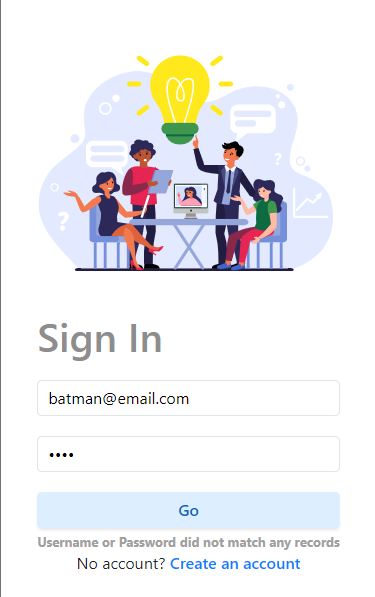 Sign In
batman@email.com
••••
Go
Username or Password did not match any records
No account? Create an account